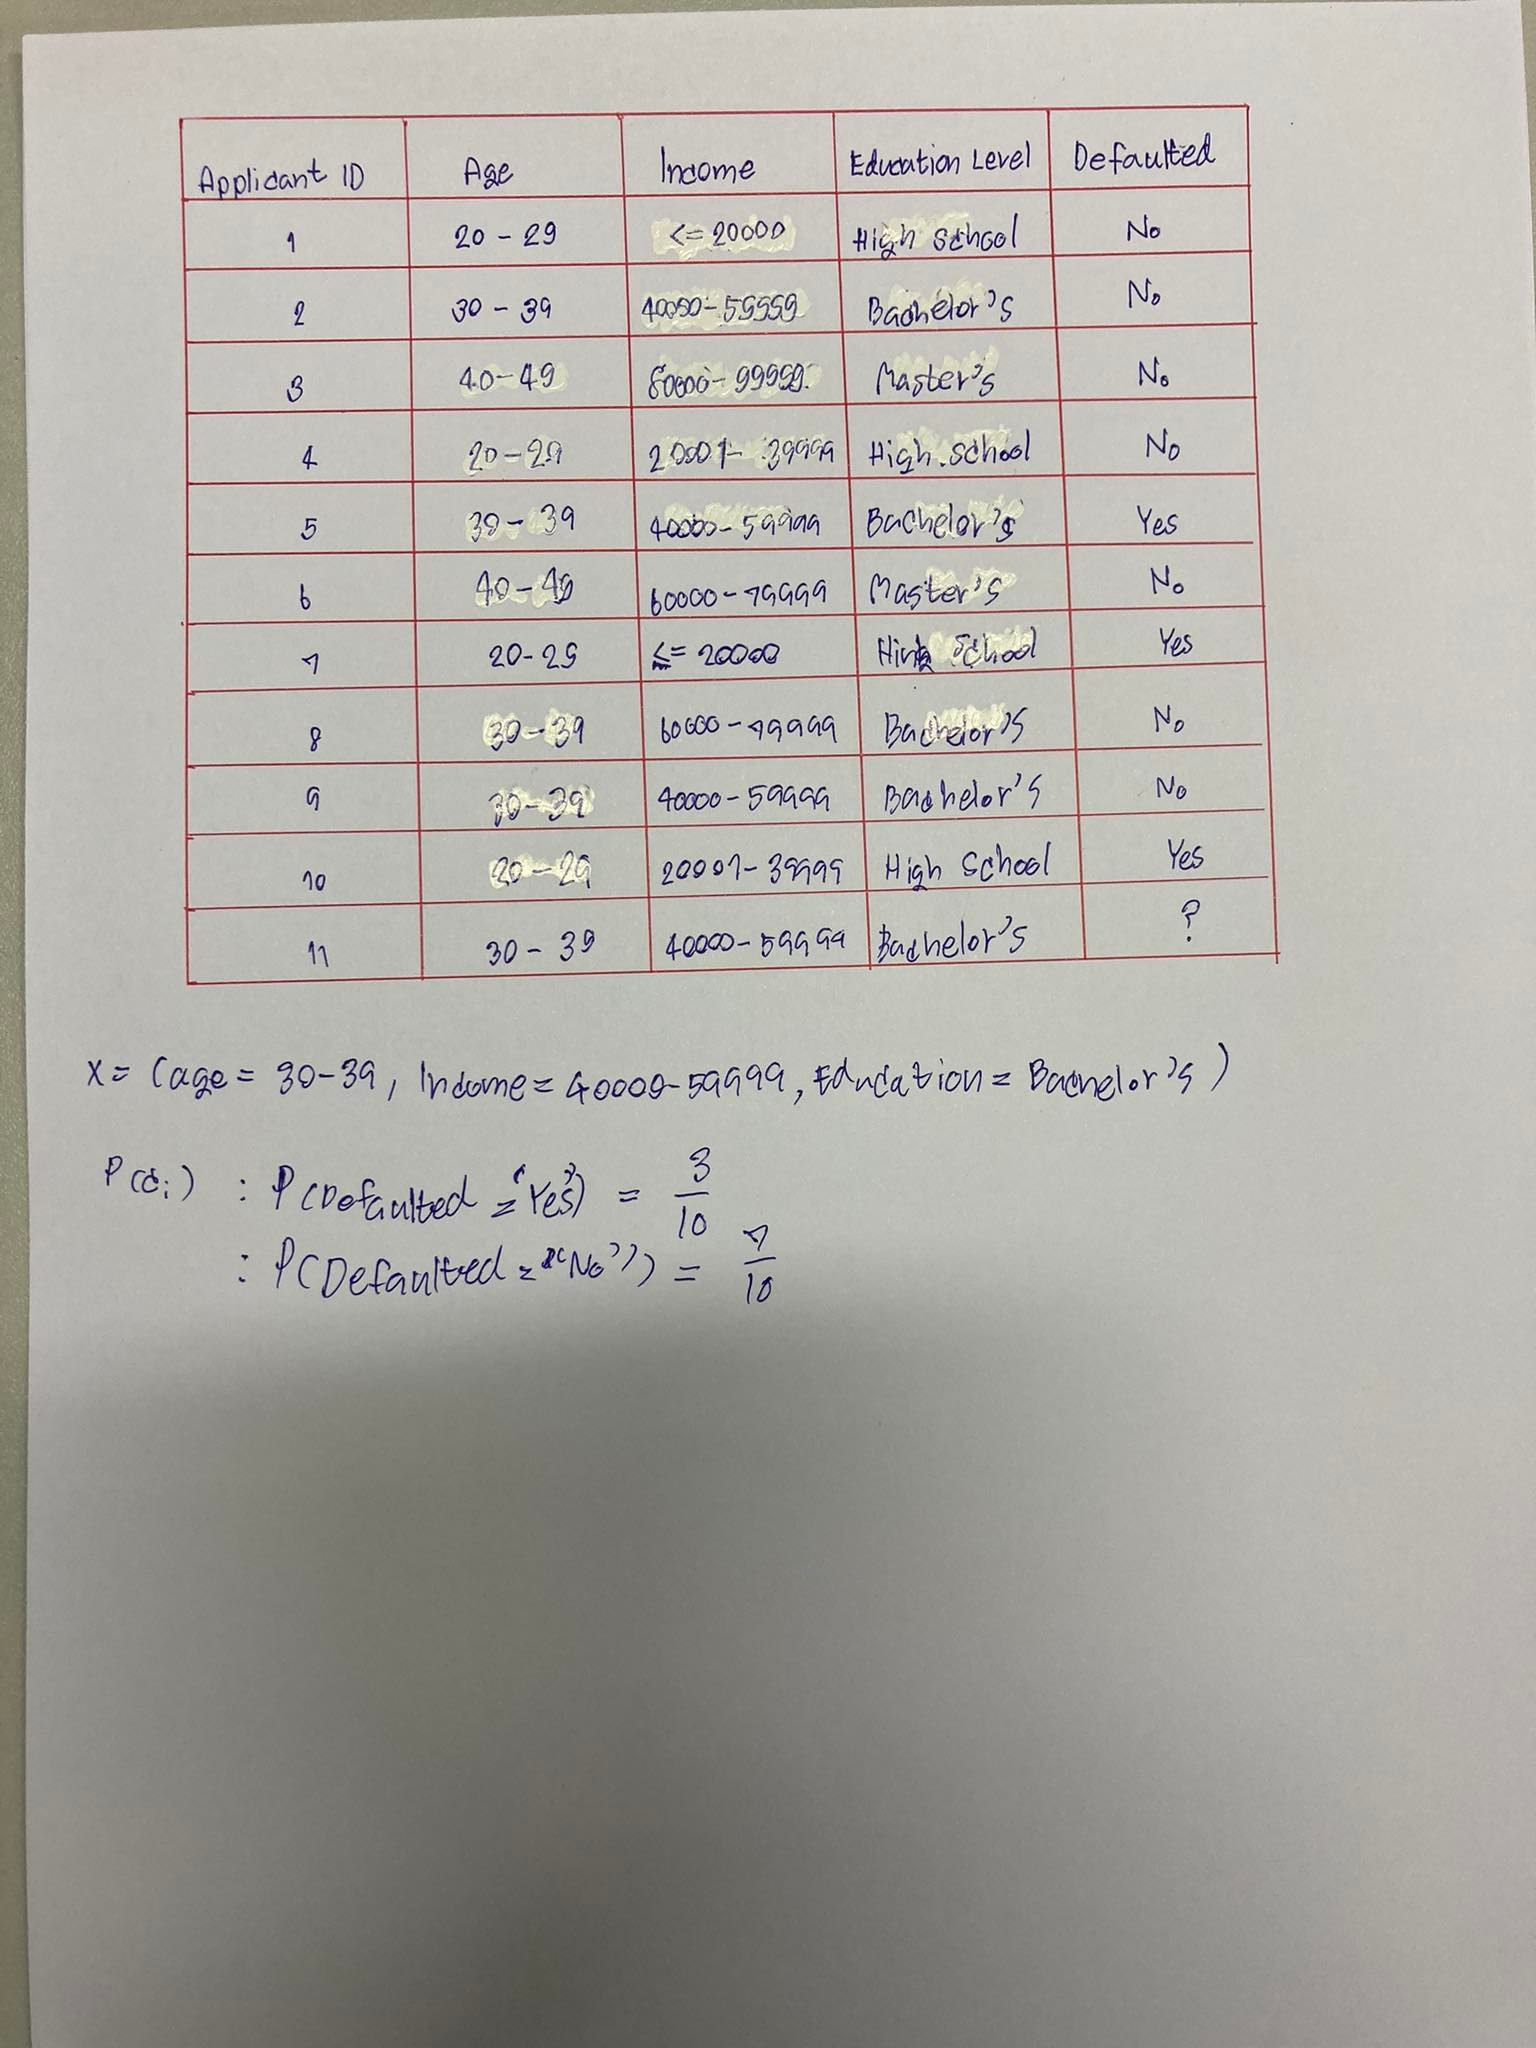 Applicant ID Age Income Education Level Defaulted
1 20 - 29 <= 20000 High School No
2 30 - 39 40000-59999 Bachelor's No
3 40-49 80000-99999 Master's No
4 20-29 20001-39999 High School No
5 30-39 40000-59999 Bachelor's Yes
6 40-49 60000-79999 Master's No
7 20-29 <= 20000 High School Yes
8 30-39 60000-79999 Bachelor's No
9 30-39 40000-59999 Bachelor's No
10 20-29 20001-39999 High School Yes
11 30-39 40000-59999 Bachelor's ?
X = (age = 30-39, Income = 40000-59999, Education = Bachelor's)
P(Ci) : P(Defaulted = 'Yes') = 3/10
: P(Defaulted = "No") = 7/10